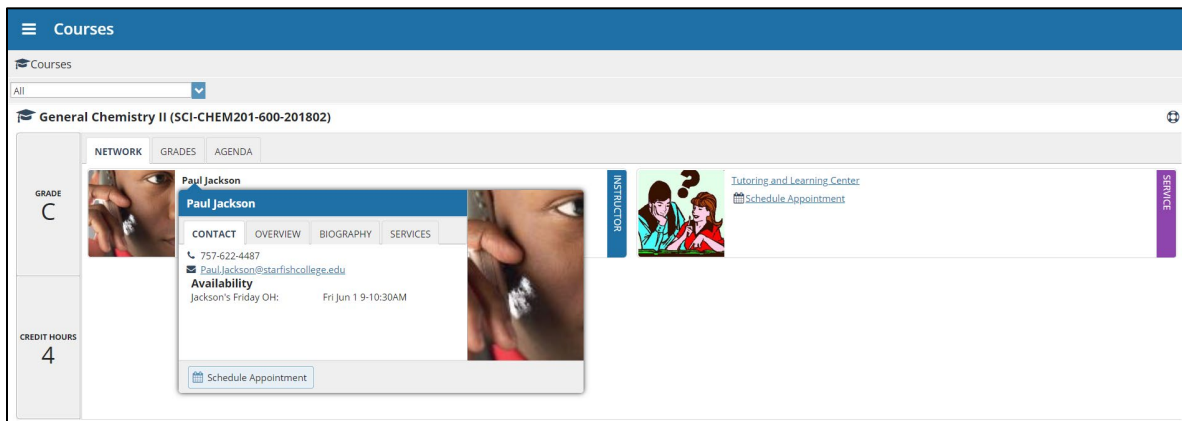 Courses
Courses
All
General Chemistry II (SCI-CHEM201-600-201802)
NETWORK GRADES AGENDA
GRADE
C
CREDIT HOURS
4
Paul Jackson
Paul Jackson
CONTACT OVERVIEW BIOGRAPHY SERVICES
757-622-4487
Paul.Jackson@starfishcollege.edu
Availability
Jackson's Friday OH: Fri Jun 1 9-10:30AM
Schedule Appointment
INSTRUCTOR
?
Tutoring and Learning Center
Schedule Appointment
SERVICE